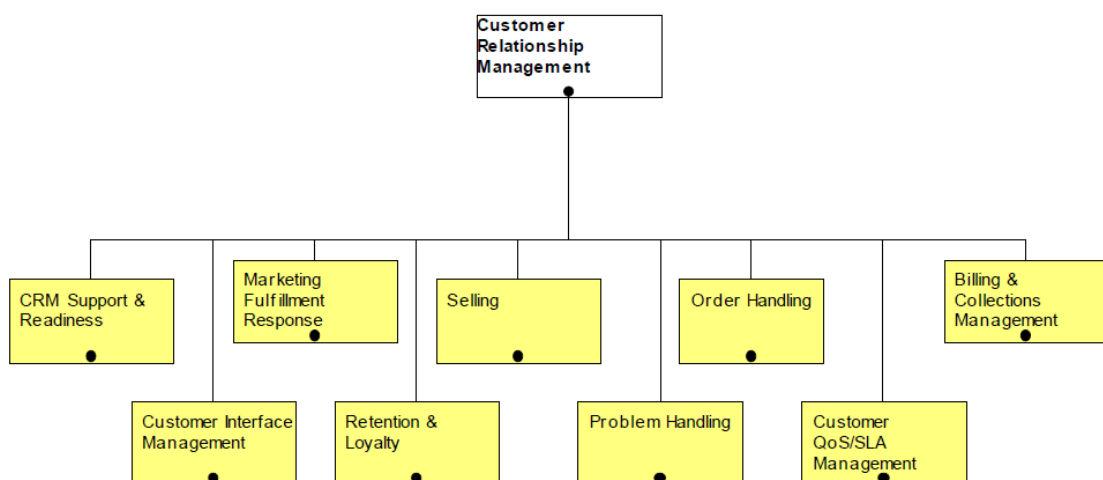 Customer
Relationship
Management
CRM Support &
Readiness
Marketing
Fulfillment
Response
Selling
Order Handling
Billing &
Collections
Management
Customer Interface
Management
Retention &
Loyalty
Problem Handling
Customer
QoS/SLA
Management